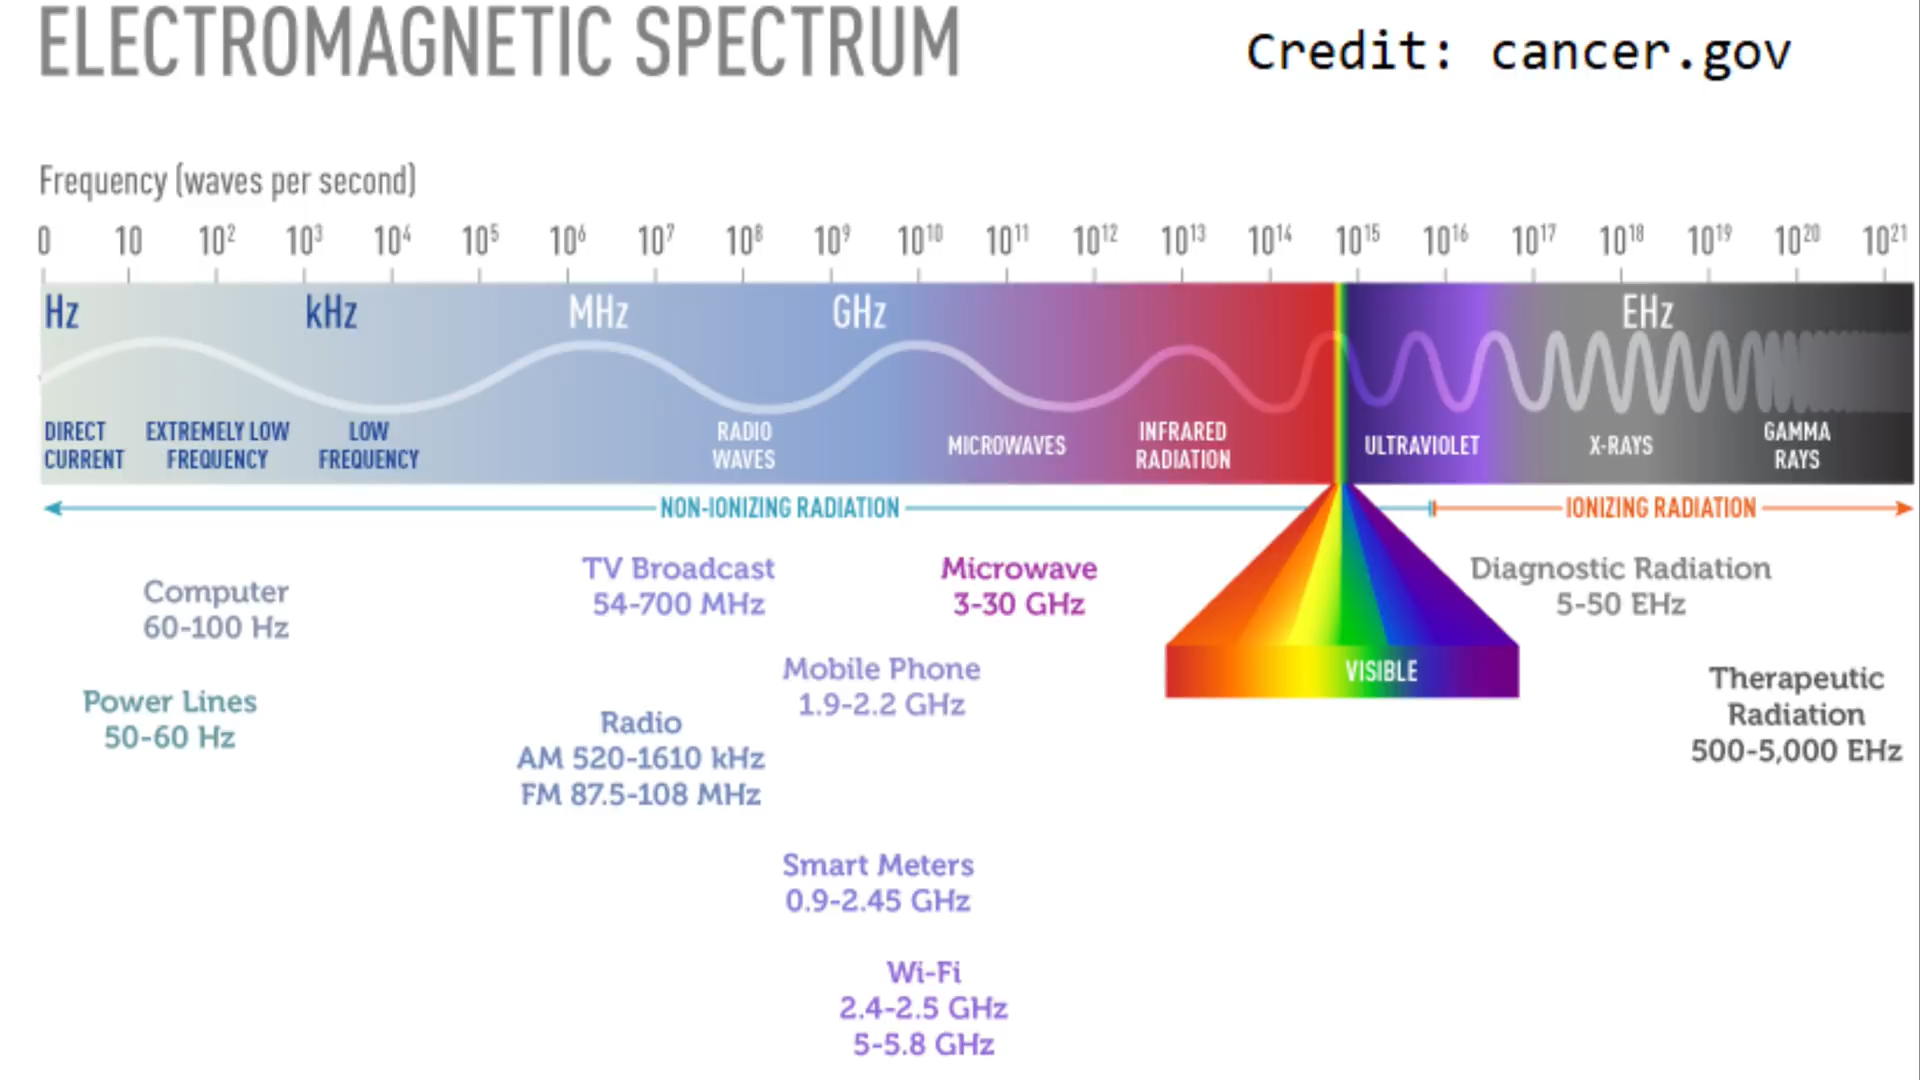 ELECTROMAGNETIC SPECTRUM
Credit: cancer.gov
Frequency (waves per second)
0 10 10² 10³ 10⁴ 10⁵ 10⁶ 10⁷ 10⁸ 10⁹ 10¹⁰ 10¹¹ 10¹² 10¹³ 10¹⁴ 10¹⁵ 10¹⁶ 10¹⁷ 10¹⁸ 10¹⁹ 10²⁰ 10²¹
Hz kHz MHz GHz EHz
DIRECT
CURRENT
EXTREMELY LOW
FREQUENCY
LOW
FREQUENCY
RADIO
WAVES
MICROWAVES
INFRARED
RADIATION
ULTRAVIOLET
X-RAYS
GAMMA
RAYS
NON-IONIZING RADIATION
IONIZING RADIATION
Computer
60-100 Hz
Power Lines
50-60 Hz
TV Broadcast
54-700 MHz
Radio
AM 520-1610 kHz
FM 87.5-108 MHz
Mobile Phone
1.9-2.2 GHz
Smart Meters
0.9-2.45 GHz
Wi-Fi
2.4-2.5 GHz
5-5.8 GHz
Microwave
3-30 GHz
VISIBLE
Diagnostic Radiation
5-50 EHz
Therapeutic
Radiation
500-5,000 EHz